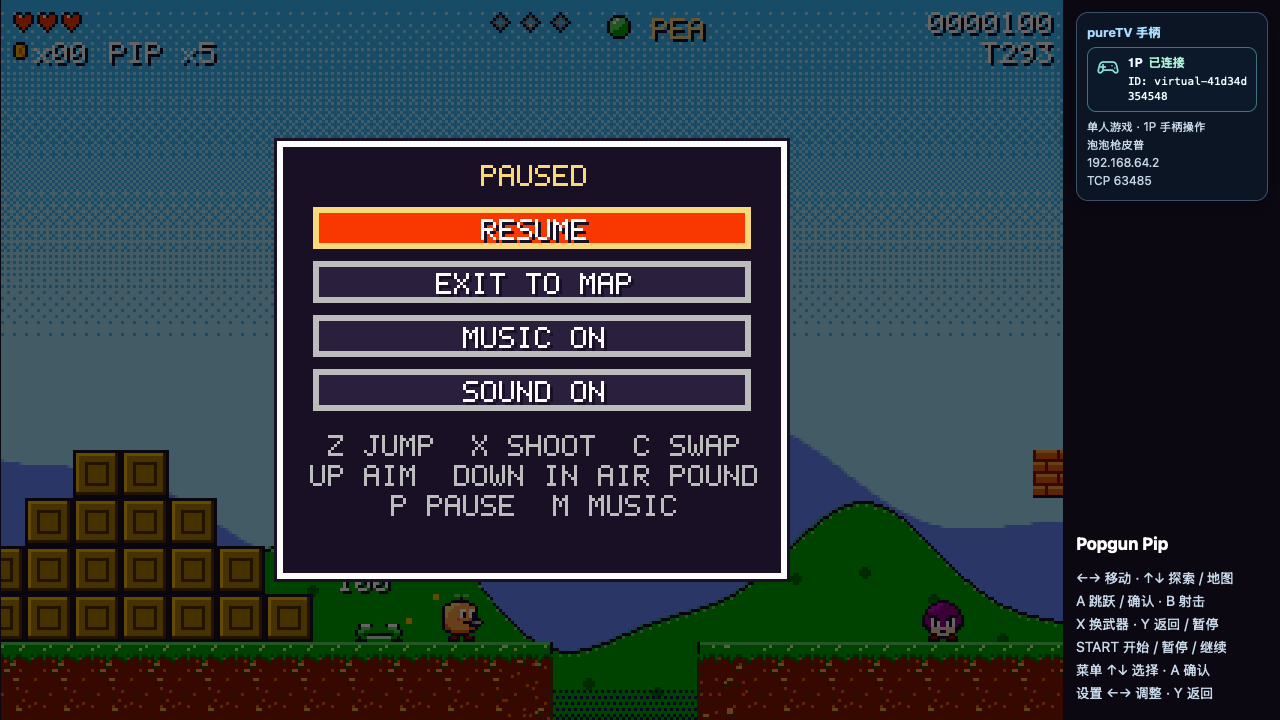 x00 PIP x5
PEA
0000100
T293
PAUSED
RESUME
EXIT TO MAP
MUSIC ON
SOUND ON
Z JUMP X SHOOT C SWAP
UP AIM DOWN IN AIR POUND
P PAUSE M MUSIC
100
pureTV 手柄
1P 已连接
ID: virtual-41d34d
354548
单人游戏 · 1P 手柄操作
泡泡枪皮普
192.168.64.2
TCP 63485
Popgun Pip
←→ 移动 · ↑↓ 探索 / 地图
A 跳跃 / 确认 · B 射击
X 换武器 · Y 返回 / 暂停
START 开始 / 暂停 / 继续
菜单 ↑↓ 选择 · A 确认
设置 ←→ 调整 · Y 返回